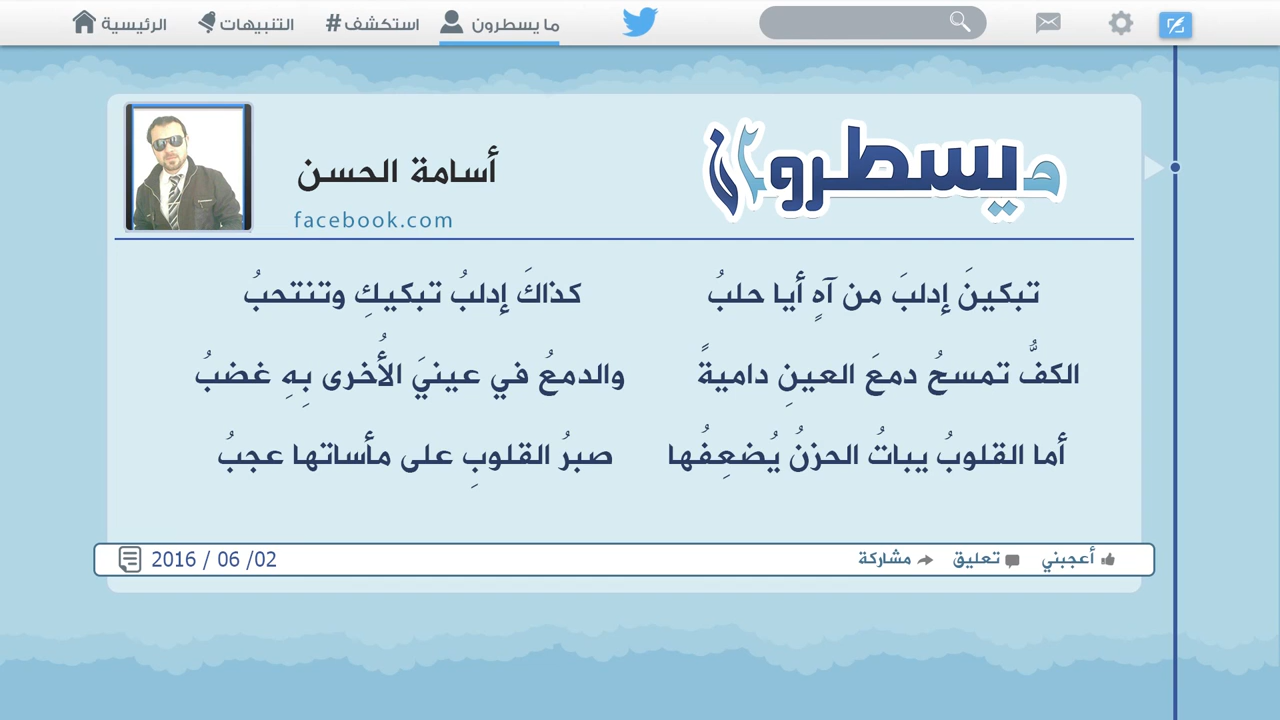 الرئيسية التنبيهات استكشف# ما يسطرون
ما يسطرون
أسامة الحسن
facebook.com
تبكينَ إدلبَ من آهٍ أيا حلبُ كذاكَ إدلبُ تبكيكِ وتنتحبُ
الكفُّ تمسحُ دمعَ العينِ داميةً والدمعُ في عينيَ الأُخرى بِهِ غضبُ
أما القلوبُ يباتُ الحزنُ يُضعِفُها صبرُ القلوبِ على مأساتها عجبُ
أعجبني تعليق مشاركة 2016 / 06 /02